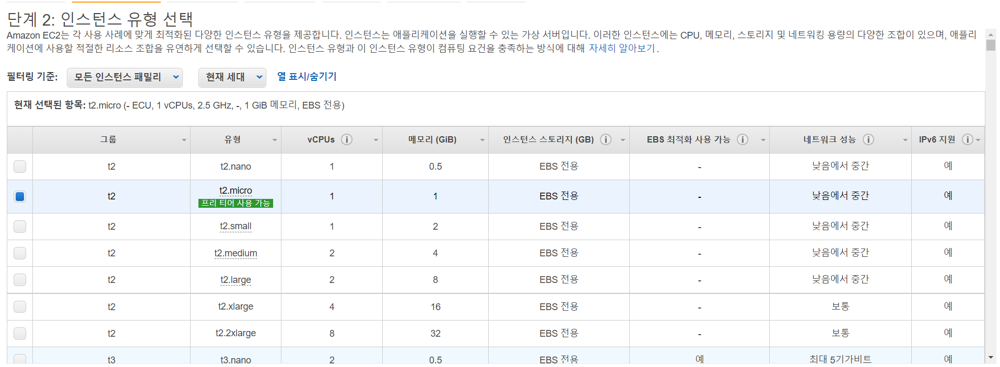 단계 2: 인스턴스 유형 선택
Amazon EC2는 각 사용 사례에 맞게 최적화된 다양한 인스턴스 유형을 제공합니다. 인스턴스는 애플리케이션을 실행할 수 있는 가상 서버입니다. 이러한 인스턴스에는 CPU, 메모리, 스토리지 및 네트워킹 용량의 다양한 조합이 있으며, 애플리
케이션에 사용할 적절한 리소스 조합을 유연하게 선택할 수 있습니다. 인스턴스 유형과 이 인스턴스 유형이 컴퓨팅 요건을 충족하는 방식에 대해 자세히 알아보기.
필터링 기준: 모든 인스턴스 패밀리 현재 세대 열 표시/숨기기
현재 선택된 항목: t2.micro (- ECU, 1 vCPUs, 2.5 GHz, -, 1 GiB 메모리, EBS 전용)
그룹 유형 vCPUs 메모리 (GiB) 인스턴스 스토리지 (GB) EBS 최적화 사용 가능 네트워크 성능 IPv6 지원
t2 t2.nano 1 0.5 EBS 전용 - 낮음에서 중간 예
t2 t2.micro 1 1 EBS 전용 - 낮음에서 중간 예
프리 티어 사용 가능
t2 t2.small 1 2 EBS 전용 - 낮음에서 중간 예
t2 t2.medium 2 4 EBS 전용 - 낮음에서 중간 예
t2 t2.large 2 8 EBS 전용 - 낮음에서 중간 예
t2 t2.xlarge 4 16 EBS 전용 - 보통 예
t2 t2.2xlarge 8 32 EBS 전용 - 보통 예
t3 t3.nano 2 0.5 EBS 전용 예 최대 5기가비트 예